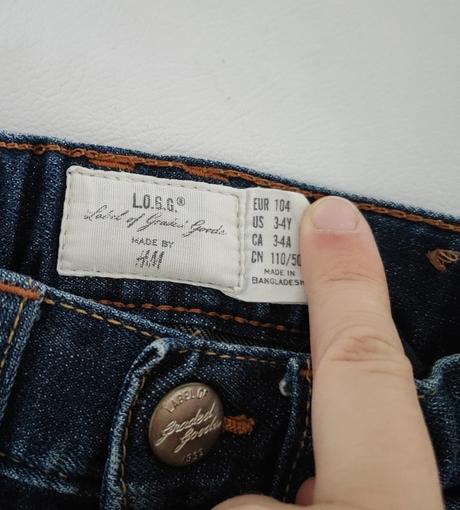 L.O.G.G.®
Label of Graded Goods
MADE BY
H&M
EUR 104
US 3-4Y
CA 3-4A
CN 110/50
MADE IN
BANGLADESH
LABEL OF
Graded
Goods